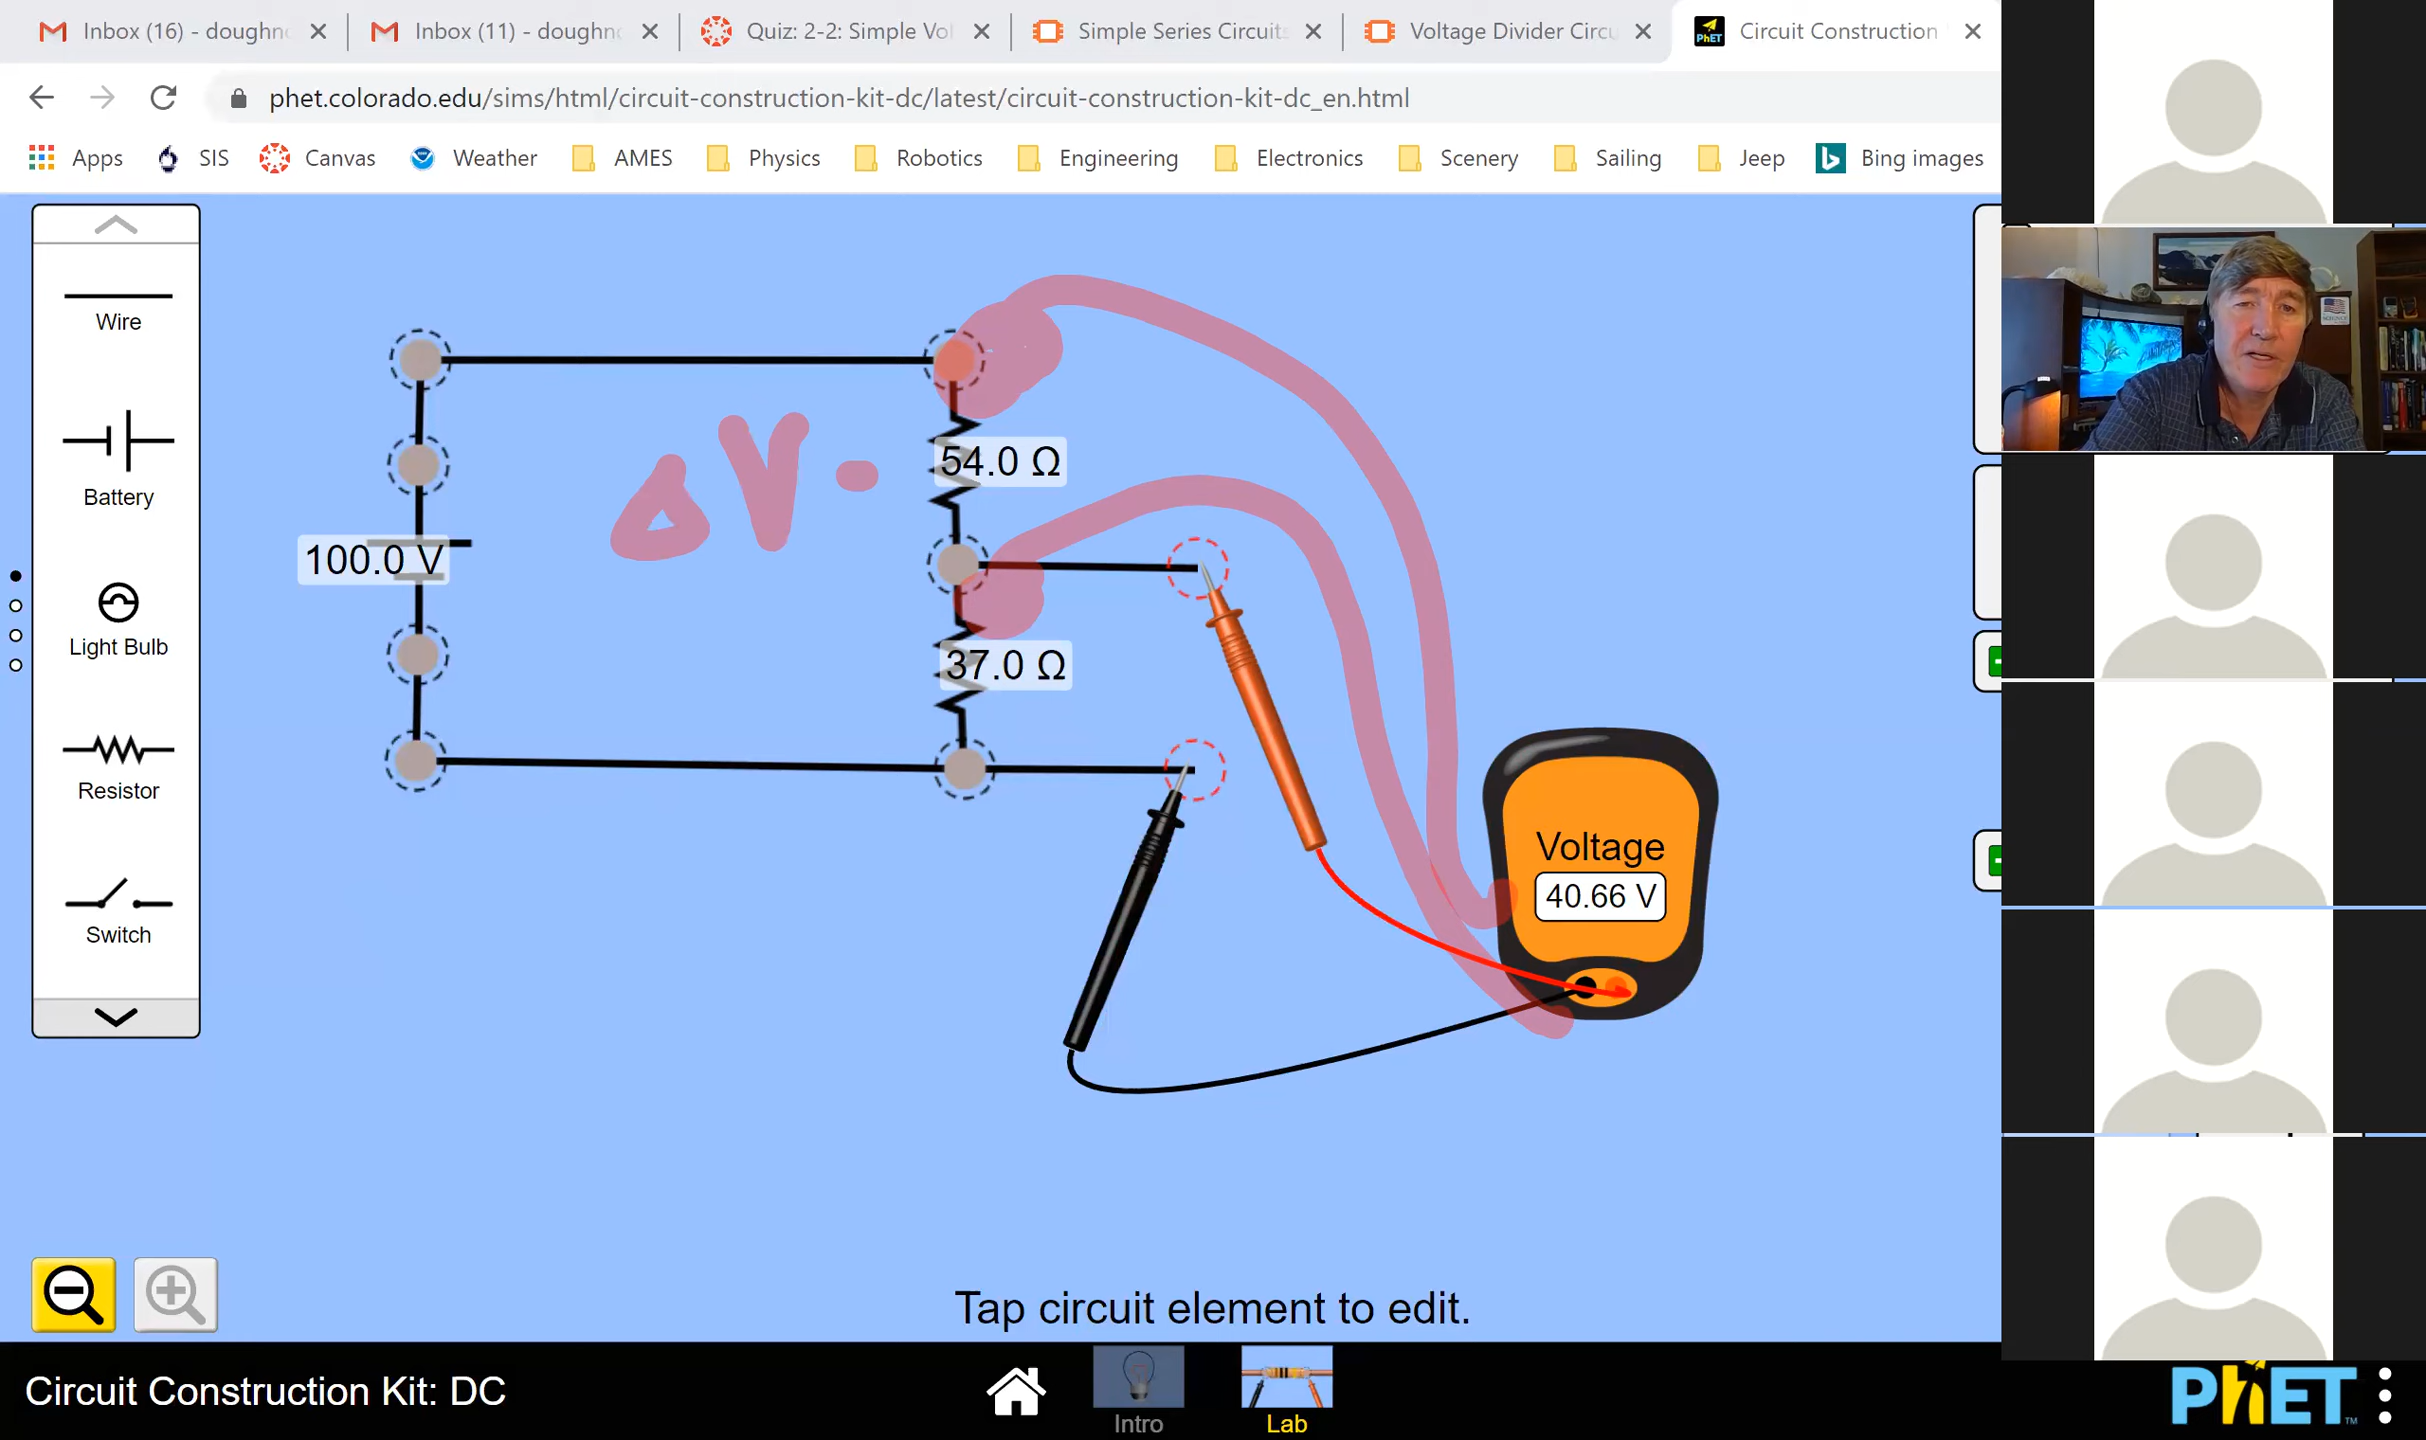 Inbox (16) - doughn
Inbox (11) - doughn
Quiz: 2-2: Simple Vol
Simple Series Circuits
Voltage Divider Circu
Circuit Construction
phet.colorado.edu/sims/html/circuit-construction-kit-dc/latest/circuit-construction-kit-dc_en.html
Apps SIS Canvas Weather AMES Physics Robotics Engineering Electronics Scenery Sailing Jeep Bing images
Wire
Battery
Light Bulb
Resistor
Switch
ΔV
54.0 Ω
100.0 V
37.0 Ω
Voltage
40.66 V
Tap circuit element to edit.
Circuit Construction Kit: DC
Intro
Lab
PhET